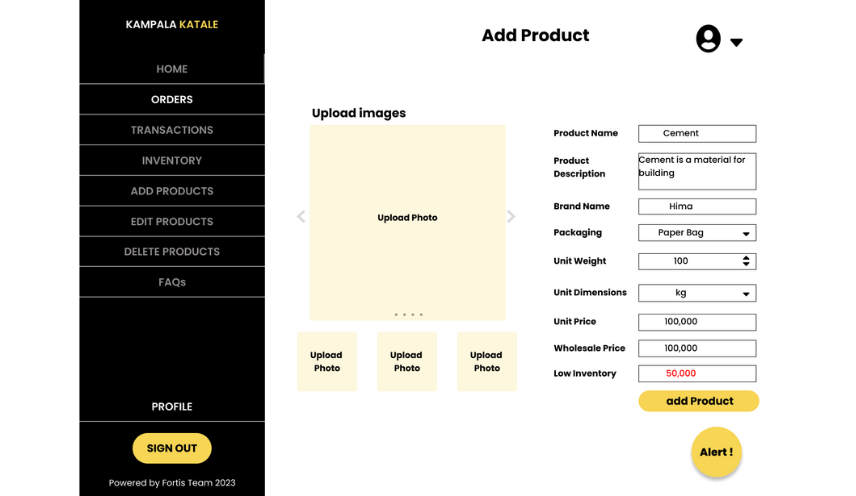 KAMPALA KATALE
HOME
ORDERS
TRANSACTIONS
INVENTORY
ADD PRODUCTS
EDIT PRODUCTS
DELETE PRODUCTS
FAQs
PROFILE
SIGN OUT
Powered by Fortis Team 2023
Add Product
Upload images
Upload Photo
Upload
Photo
Upload
Photo
Upload
Photo
Product Name
Cement
Product
Description
Cement is a material for
building
Brand Name
Hima
Packaging
Paper Bag
Unit Weight
100
Unit Dimensions
kg
Unit Price
100,000
Wholesale Price
100,000
Low Inventory
50,000
add Product
Alert !